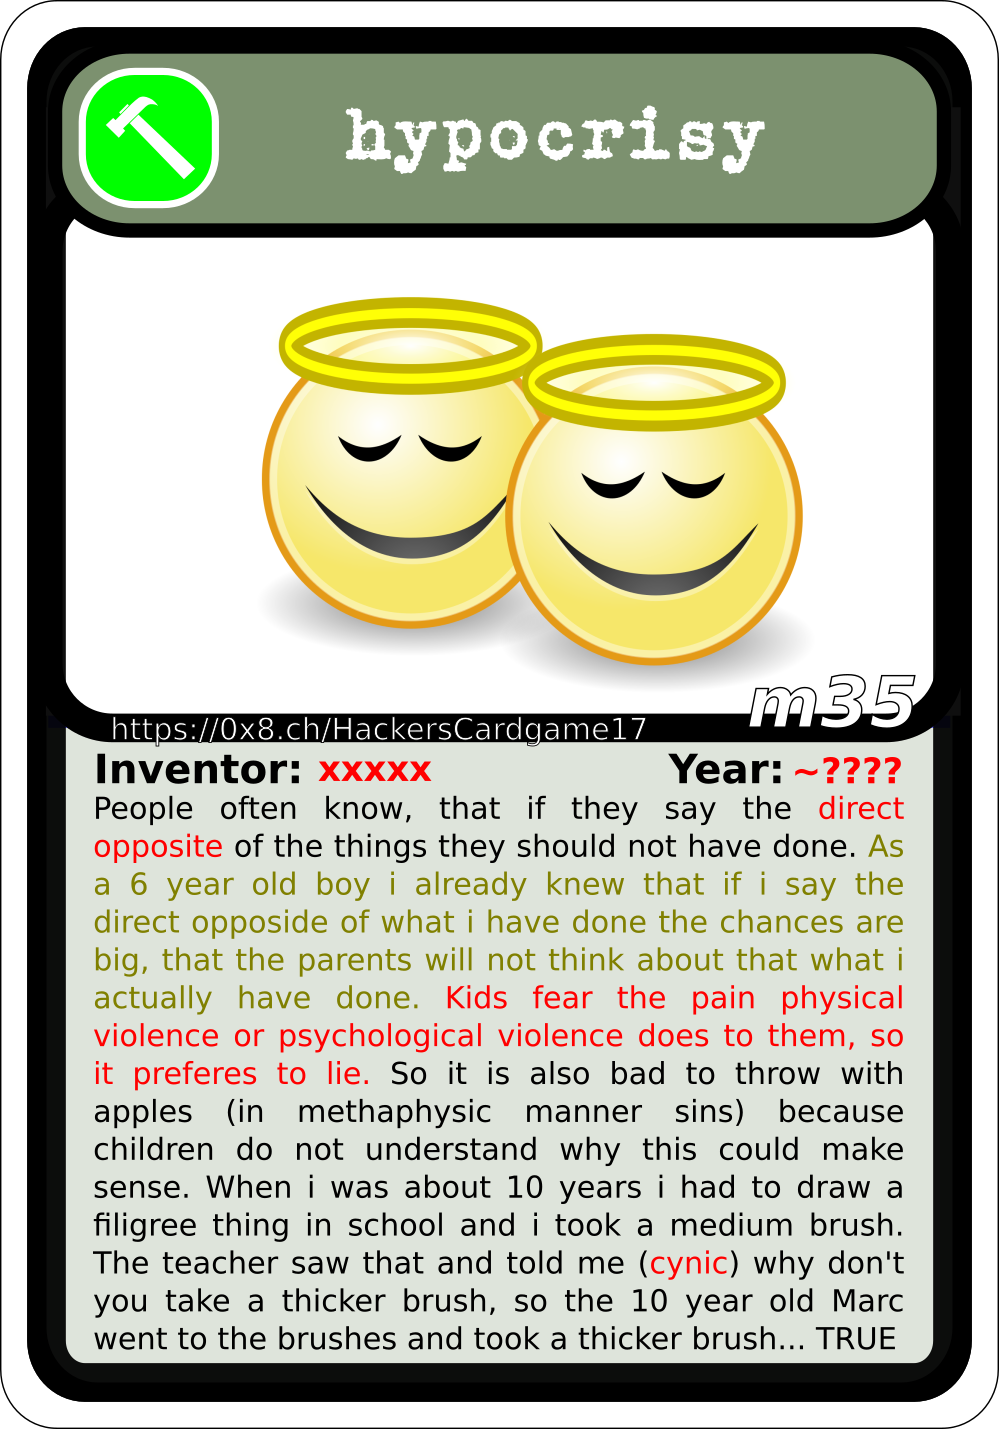 hypocrisy
m35
https://0x8.ch/HackersCardgame17
Inventor: xxxxx Year: ~????
People often know, that if they say the direct
opposite of the things they should not have done. As
a 6 year old boy i already knew that if i say the
direct opposide of what i have done the chances are
big, that the parents will not think about that what i
actually have done. Kids fear the pain physical
violence or psychological violence does to them, so
it preferes to lie. So it is also bad to throw with
apples (in methaphysic manner sins) because
children do not understand why this could make
sense. When i was about 10 years i had to draw a
filigree thing in school and i took a medium brush.
The teacher saw that and told me (cynic) why don't
you take a thicker brush, so the 10 year old Marc
went to the brushes and took a thicker brush... TRUE